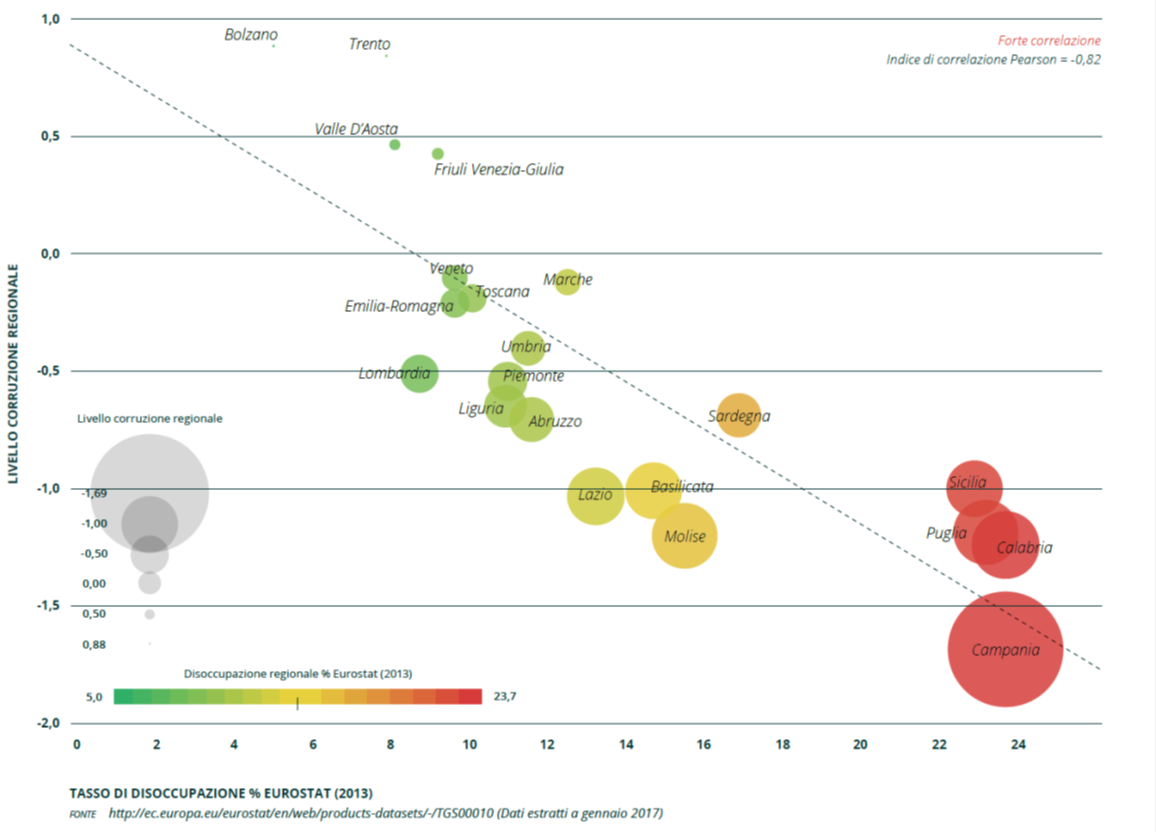 1,0
Bolzano
Trento
Forte correlazione
Indice di correlazione Pearson = -0,82
0,5
Valle D'Aosta
Friuli Venezia-Giulia
0,0
Veneto
Marche
Toscana
Emilia-Romagna
Umbria
-0,5
Lombardia
Piemonte
Liguria
Abruzzo
Sardegna
LIVELLO CORRUZIONE REGIONALE
Livello corruzione regionale
-1,69
-1,00
-0,50
0,00
0,50
0,88
-1,0
Lazio
Basilicata
Sicilia
Molise
Puglia
Calabria
-1,5
Campania
Disoccupazione regionale % Eurostat (2013)
5,0
23,7
-2,0
0 2 4 6 8 10 12 14 16 18 20 22 24
TASSO DI DISOCCUPAZIONE % EUROSTAT (2013)
FONTE http://ec.europa.eu/eurostat/en/web/products-datasets/-/TGS00010 (Dati estratti a gennaio 2017)